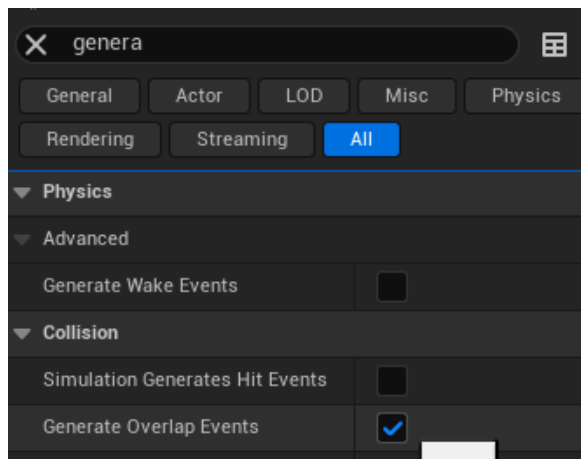 genera
General Actor LOD Misc Physics
Rendering Streaming All
Physics
Advanced
Generate Wake Events
Collision
Simulation Generates Hit Events
Generate Overlap Events